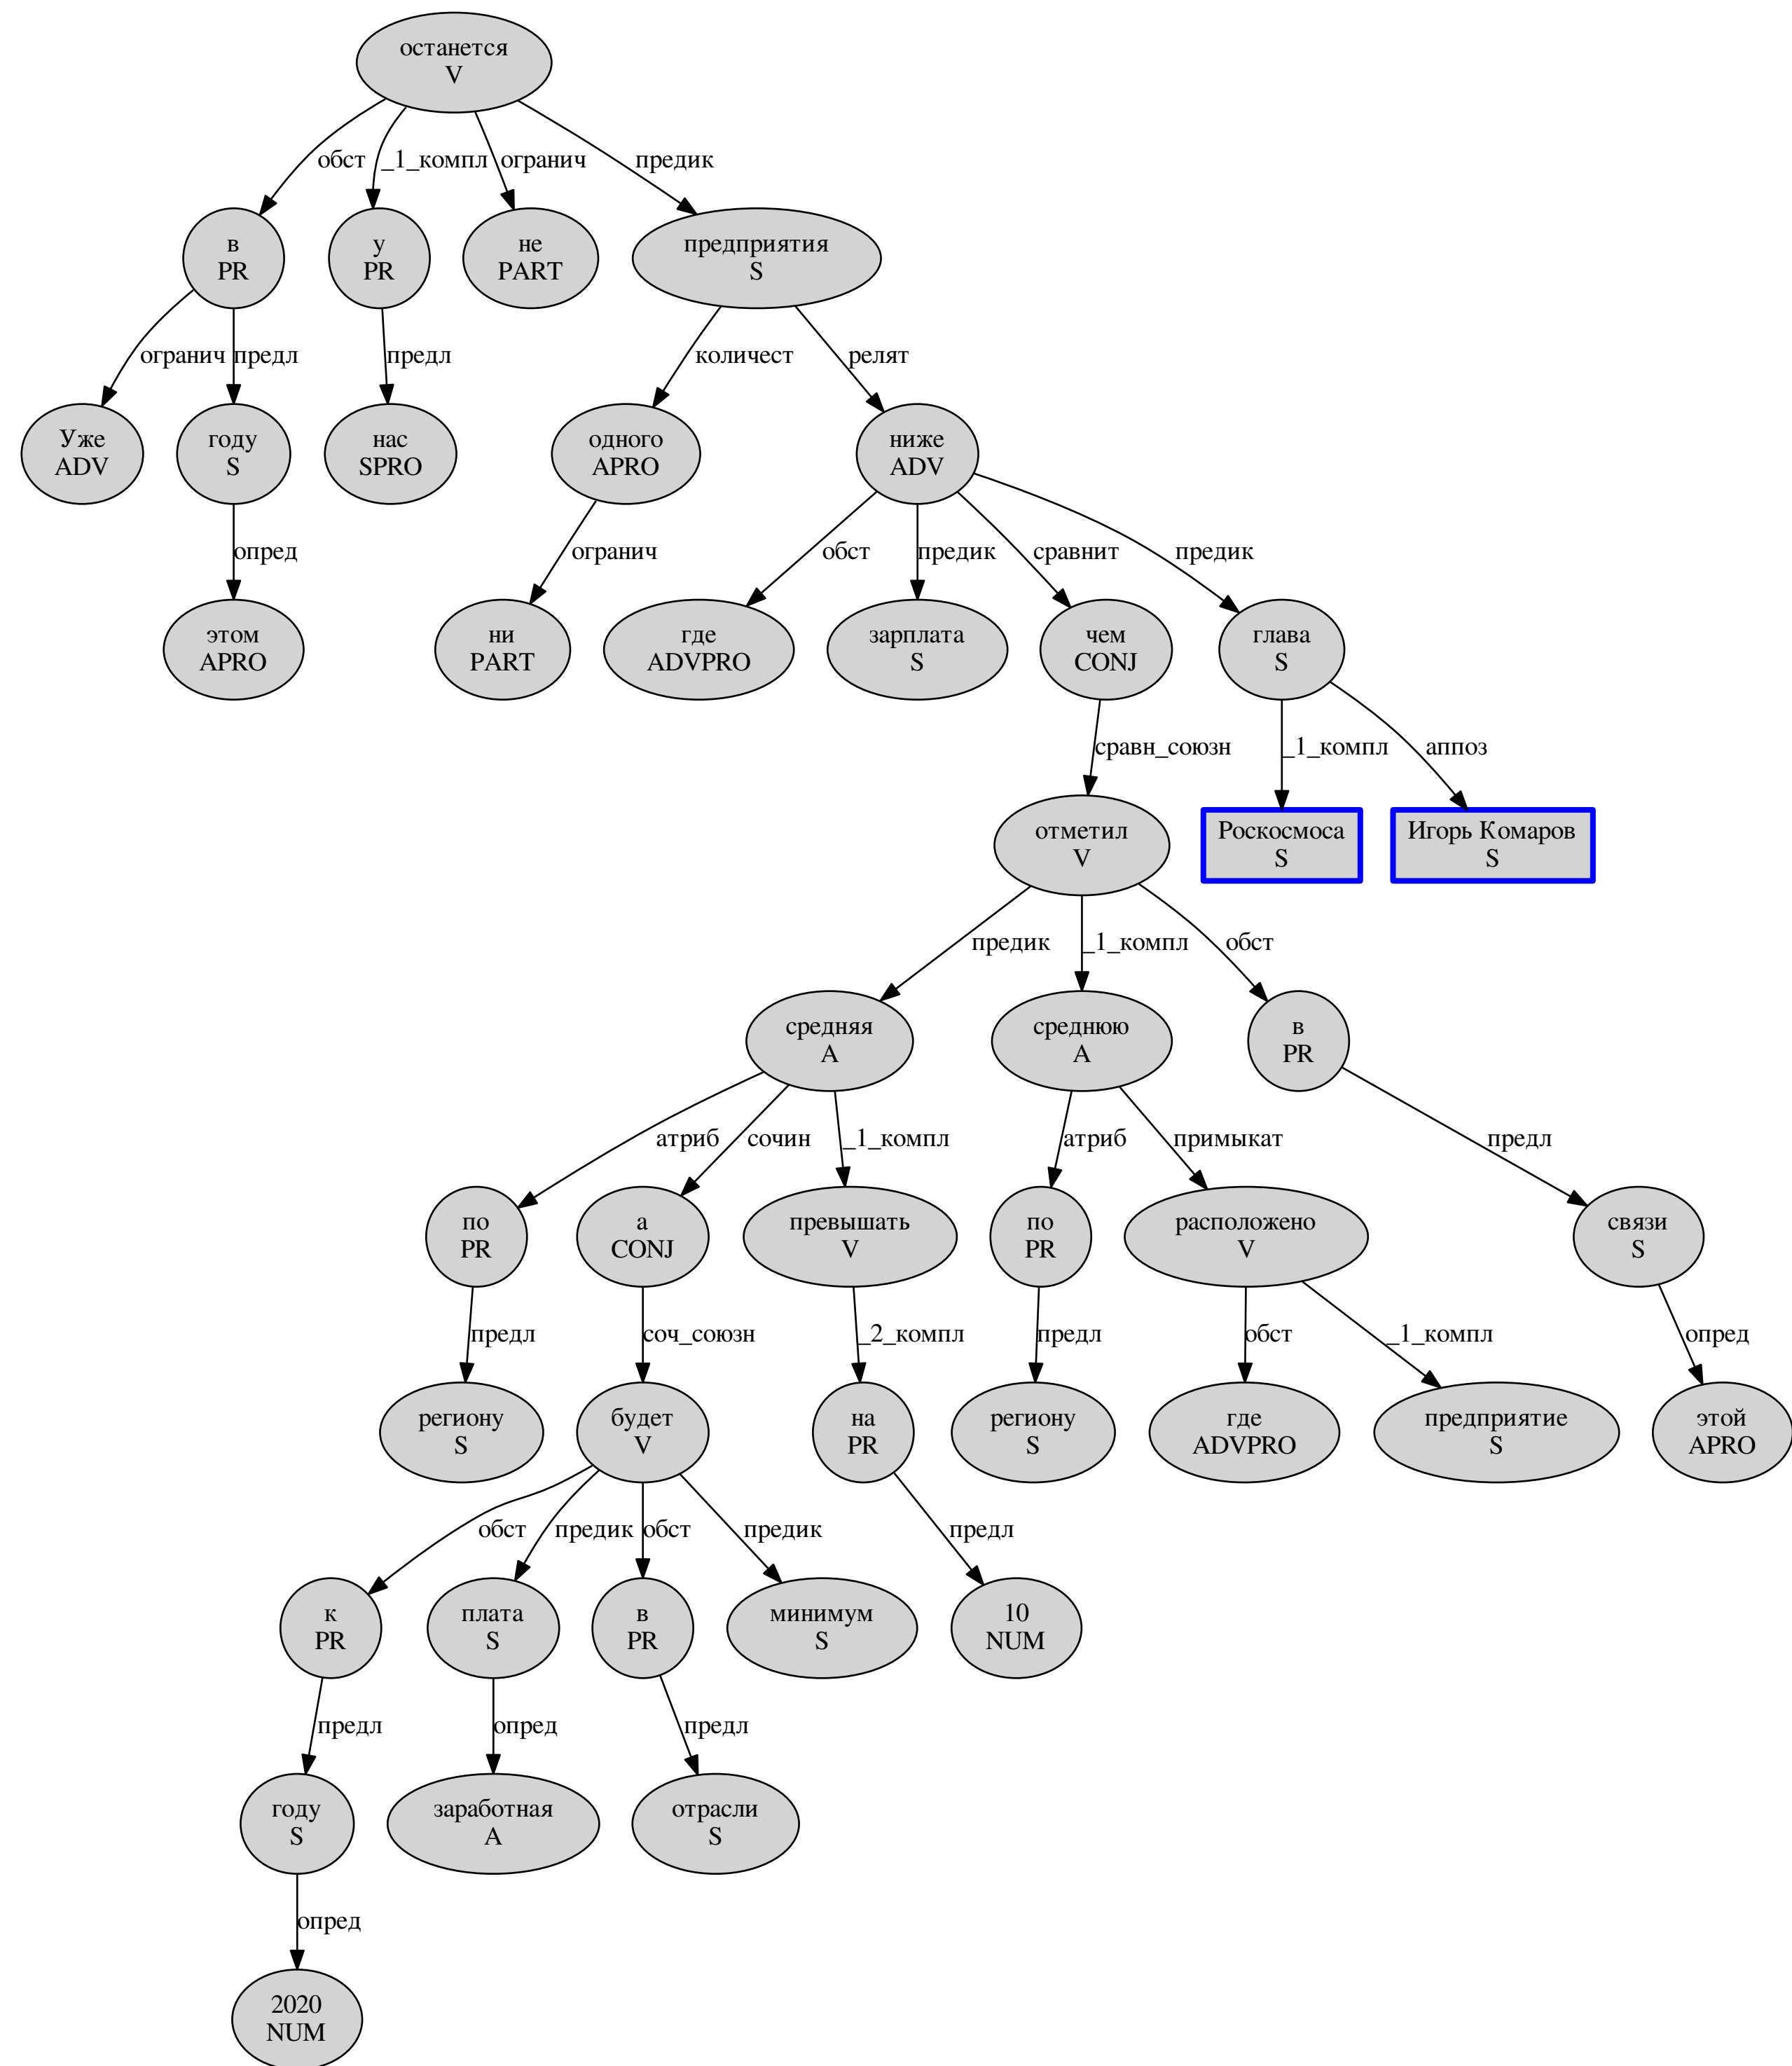 останется
V
обст
_1_компл
огранич
предик
в
PR
у
PR
не
PART
предприятия
S
огранич
предл
предл
количест
релят
Уже
ADV
году
S
нас
SPRO
одного
APRO
ниже
ADV
опред
огранич
обст
предик
сравнит
предик
этом
APRO
ни
PART
где
ADVPRO
зарплата
S
чем
CONJ
глава
S
сравн_союзн
_1_компл
аппоз
отметил
V
Роскосмоса
S
Игорь Комаров
S
предик
_1_компл
обст
средняя
A
среднюю
A
в
PR
атриб
сочин
_1_компл
атриб
примыкат
предл
по
PR
а
CONJ
превышать
V
по
PR
расположено
V
связи
S
предл
соч_союзн
_2_компл
предл
обст
_1_компл
опред
региону
S
будет
V
на
PR
региону
S
где
ADVPRO
предприятие
S
этой
APRO
обст
предик
обст
предик
предл
к
PR
плата
S
в
PR
минимум
S
10
NUM
предл
опред
предл
году
S
заработная
A
отрасли
S
опред
2020
NUM